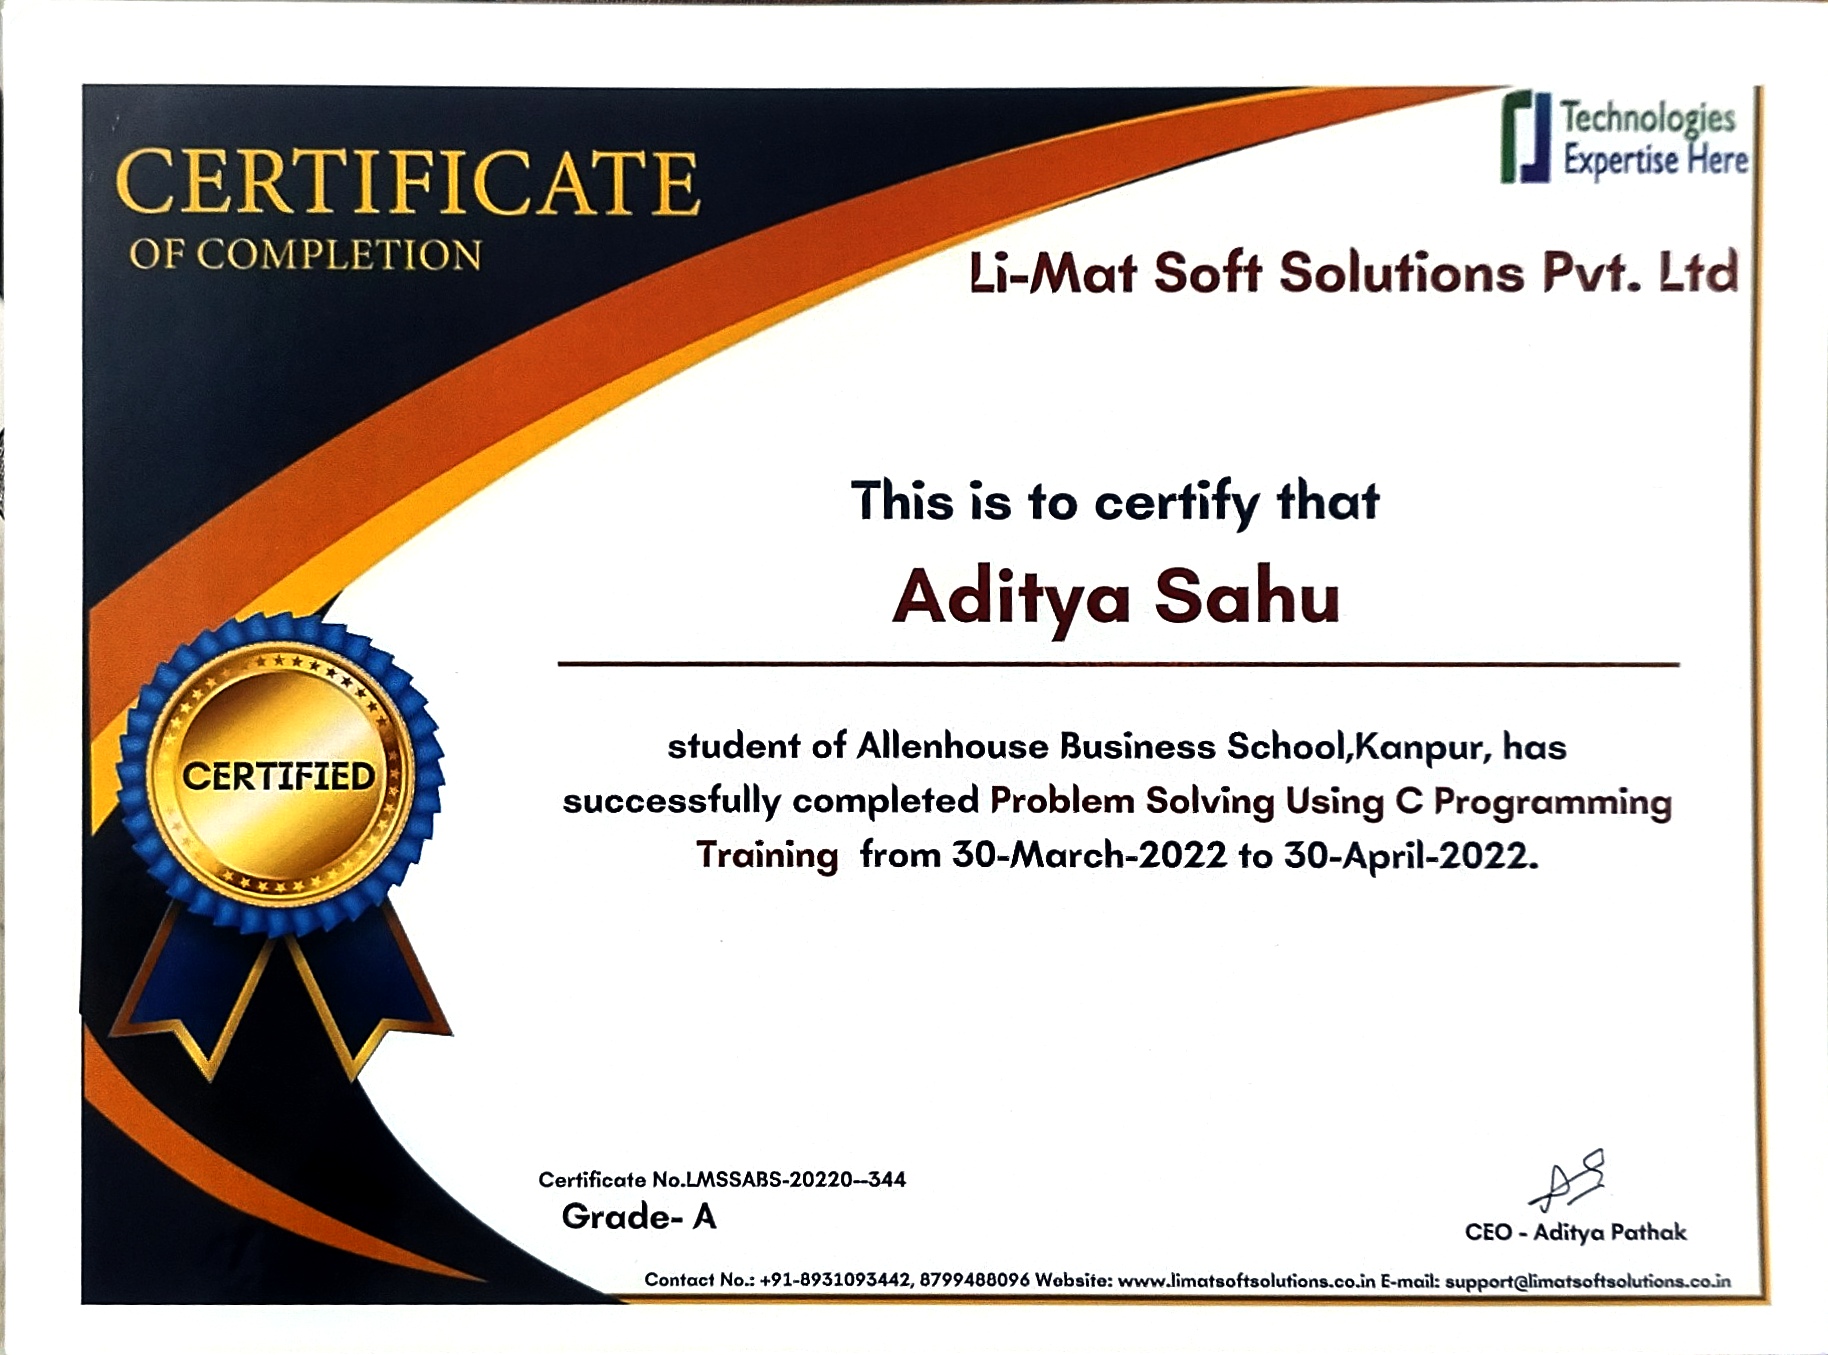 CERTIFICATE
OF COMPLETION
Technologies
Expertise Here
Li-Mat Soft Solutions Pvt. Ltd
This is to certify that
Aditya Sahu
CERTIFIED
student of Allenhouse Business School,Kanpur, has
successfully completed Problem Solving Using C Programming
Training from 30-March-2022 to 30-April-2022.
Certificate No.LMSSABS-20220--344
Grade- A
CEO - Aditya Pathak
Contact No.: +91-8931093442, 8799488096 Website: www.limatsoftsolutions.co.in E-mail: support@limatsoftsolutions.co.in